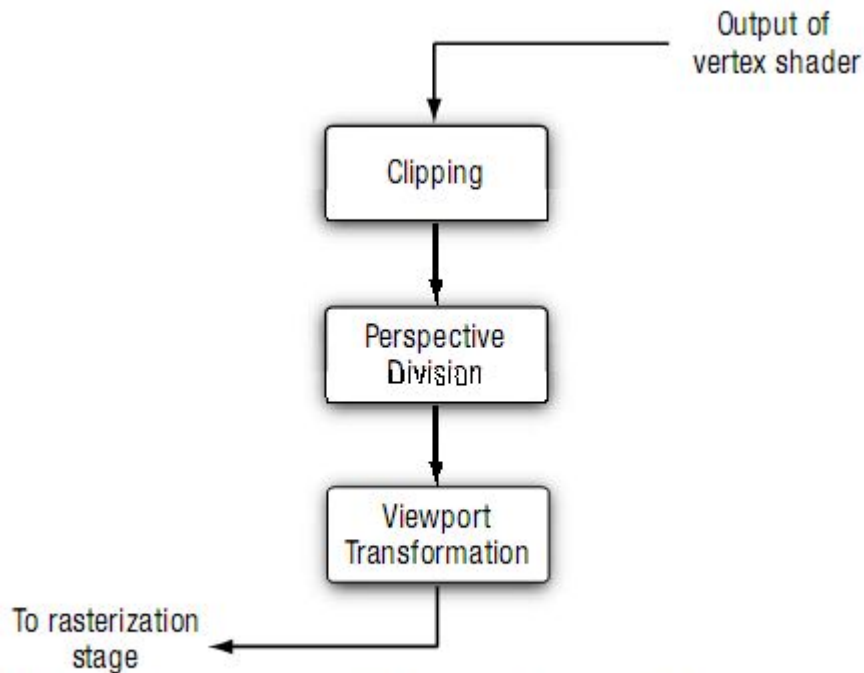 Output of
vertex shader
Clipping
Perspective
Division
Viewport
Transformation
To rasterization
stage